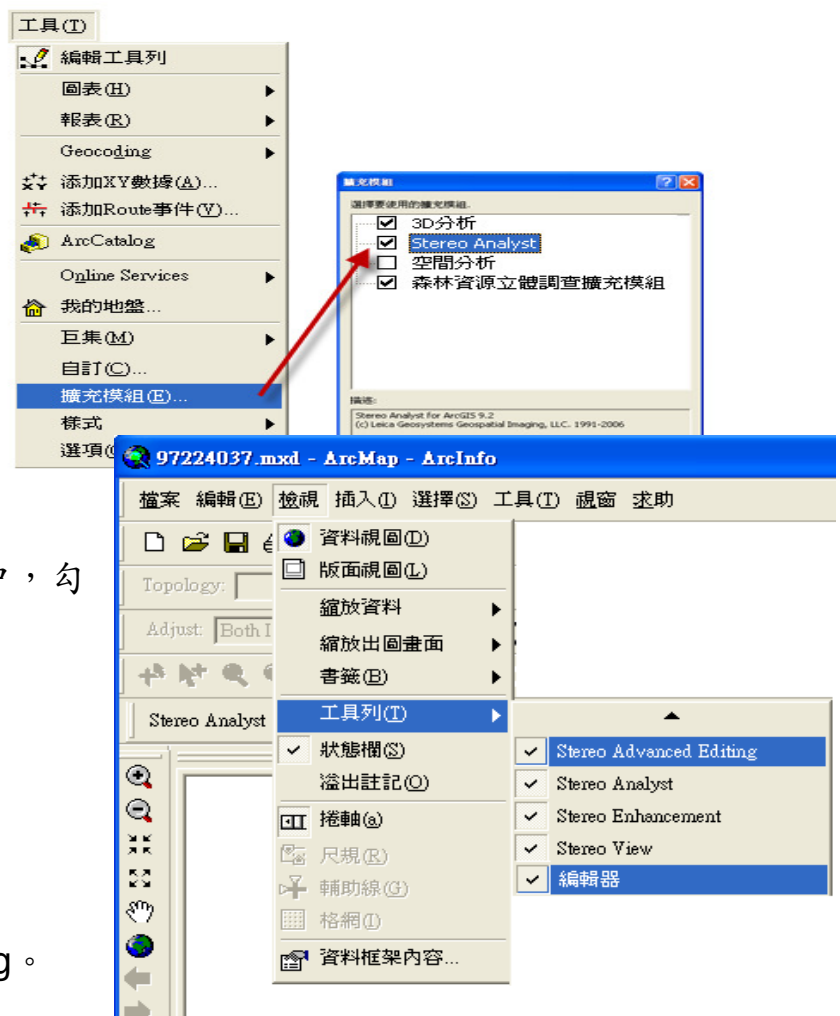 工具(T)
編輯工具列
圖表(H)
報表(R)
Geocoding
添加XY數據(A)...
添加Route事件(V)...
ArcCatalog
Online Services
我的地盤...
巨集(M)
自訂(C)...
擴充模組(E)...
樣式
選項(
擴充模組
選擇要使用的擴充模組.
3D分析
Stereo Analyst
空間分析
森林資源立體調查擴充模組
描述:
Stereo Analyst for ArcGIS 9.2
(c) Leica Geosystems Geospatial Imaging, LLC. 1991-2006
，勾
g。
97224037.mxd - ArcMap - ArcInfo
檔案 編輯(E) 檢視 插入(I) 選擇(S) 工具(T) 視窗 求助
Topology:
Adjust: Both I
Stereo Analyst
資料視圖(D)
版面視圖(L)
縮放資料
縮放出圖畫面
書籤(B)
工具列(T)
狀態欄(S)
溢出註記(O)
捲軸(a)
尺規(R)
輔助線(G)
格網(I)
資料框架內容...
Stereo Advanced Editing
Stereo Analyst
Stereo Enhancement
Stereo View
編輯器